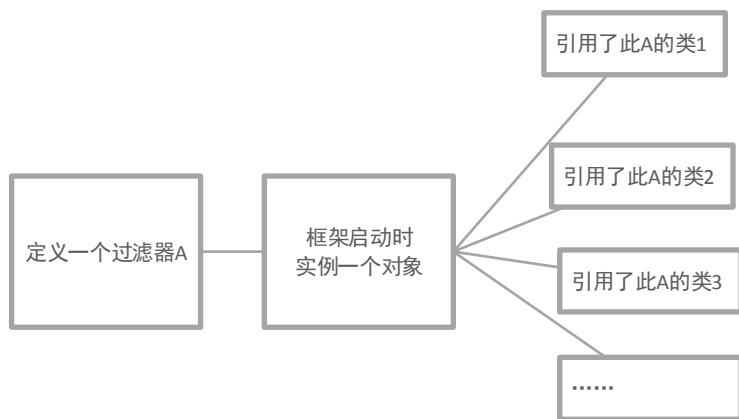 引用了此A的类1
引用了此A的类2
定义一个过滤器A
框架启动时
实例一个对象
引用了此A的类3
……